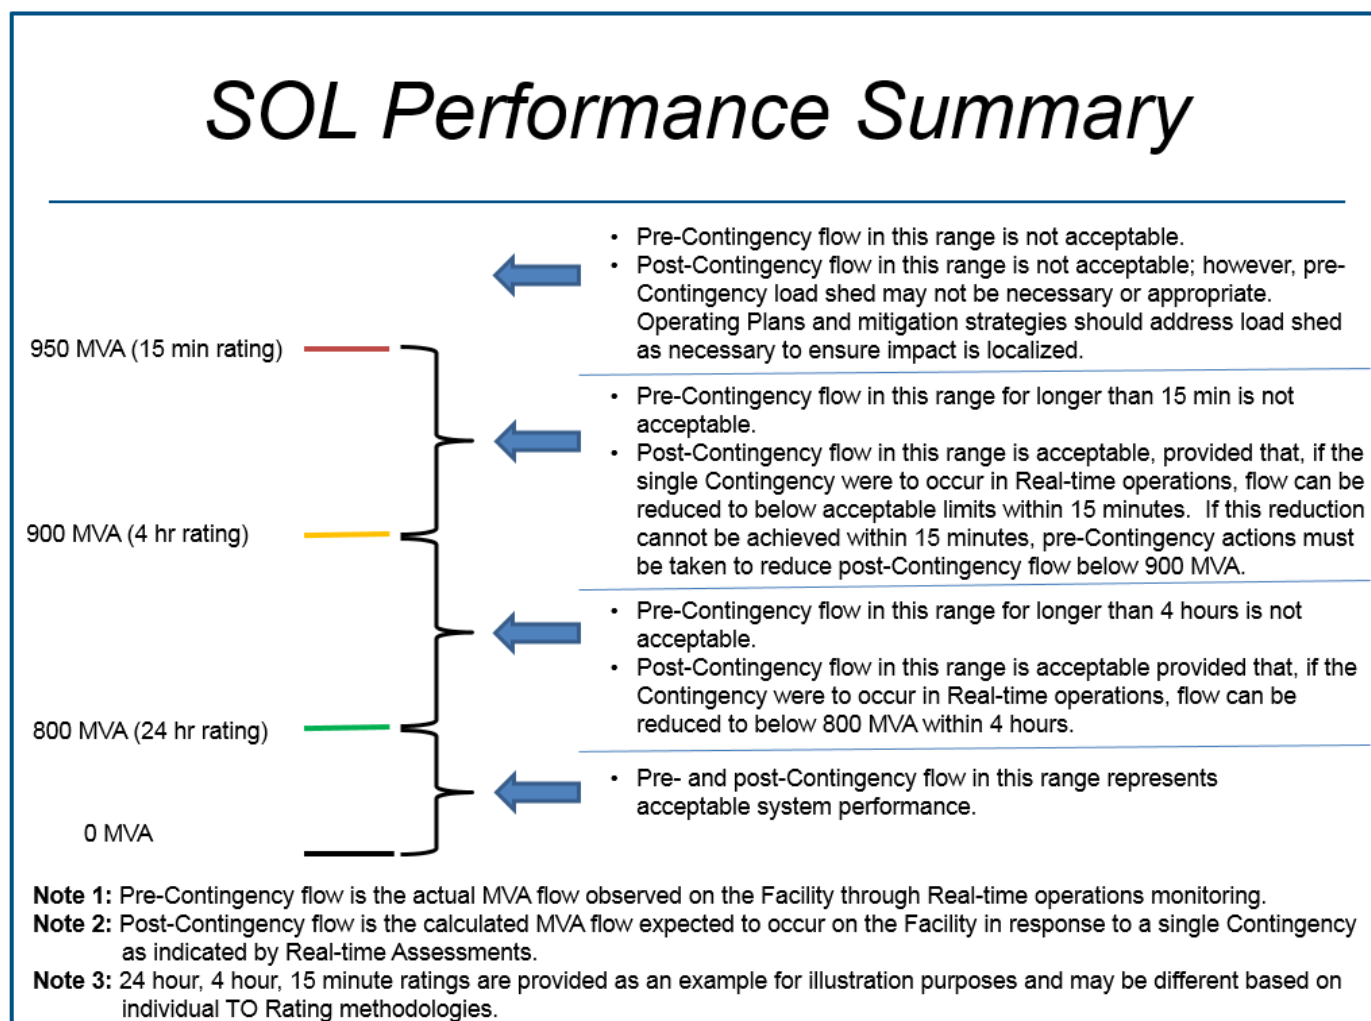 SOL Performance Summary
• Pre-Contingency flow in this range is not acceptable.
• Post-Contingency flow in this range is not acceptable; however, pre-
Contingency load shed may not be necessary or appropriate.
Operating Plans and mitigation strategies should address load shed
as necessary to ensure impact is localized.
950 MVA (15 min rating)
• Pre-Contingency flow in this range for longer than 15 min is not
acceptable.
• Post-Contingency flow in this range is acceptable, provided that, if the
single Contingency were to occur in Real-time operations, flow can be
reduced to below acceptable limits within 15 minutes. If this reduction
cannot be achieved within 15 minutes, pre-Contingency actions must
be taken to reduce post-Contingency flow below 900 MVA.
900 MVA (4 hr rating)
• Pre-Contingency flow in this range for longer than 4 hours is not
acceptable.
• Post-Contingency flow in this range is acceptable provided that, if the
Contingency were to occur in Real-time operations, flow can be
reduced to below 800 MVA within 4 hours.
800 MVA (24 hr rating)
• Pre- and post-Contingency flow in this range represents
acceptable system performance.
0 MVA
Note 1: Pre-Contingency flow is the actual MVA flow observed on the Facility through Real-time operations monitoring.
Note 2: Post-Contingency flow is the calculated MVA flow expected to occur on the Facility in response to a single Contingency
as indicated by Real-time Assessments.
Note 3: 24 hour, 4 hour, 15 minute ratings are provided as an example for illustration purposes and may be different based on
individual TO Rating methodologies.